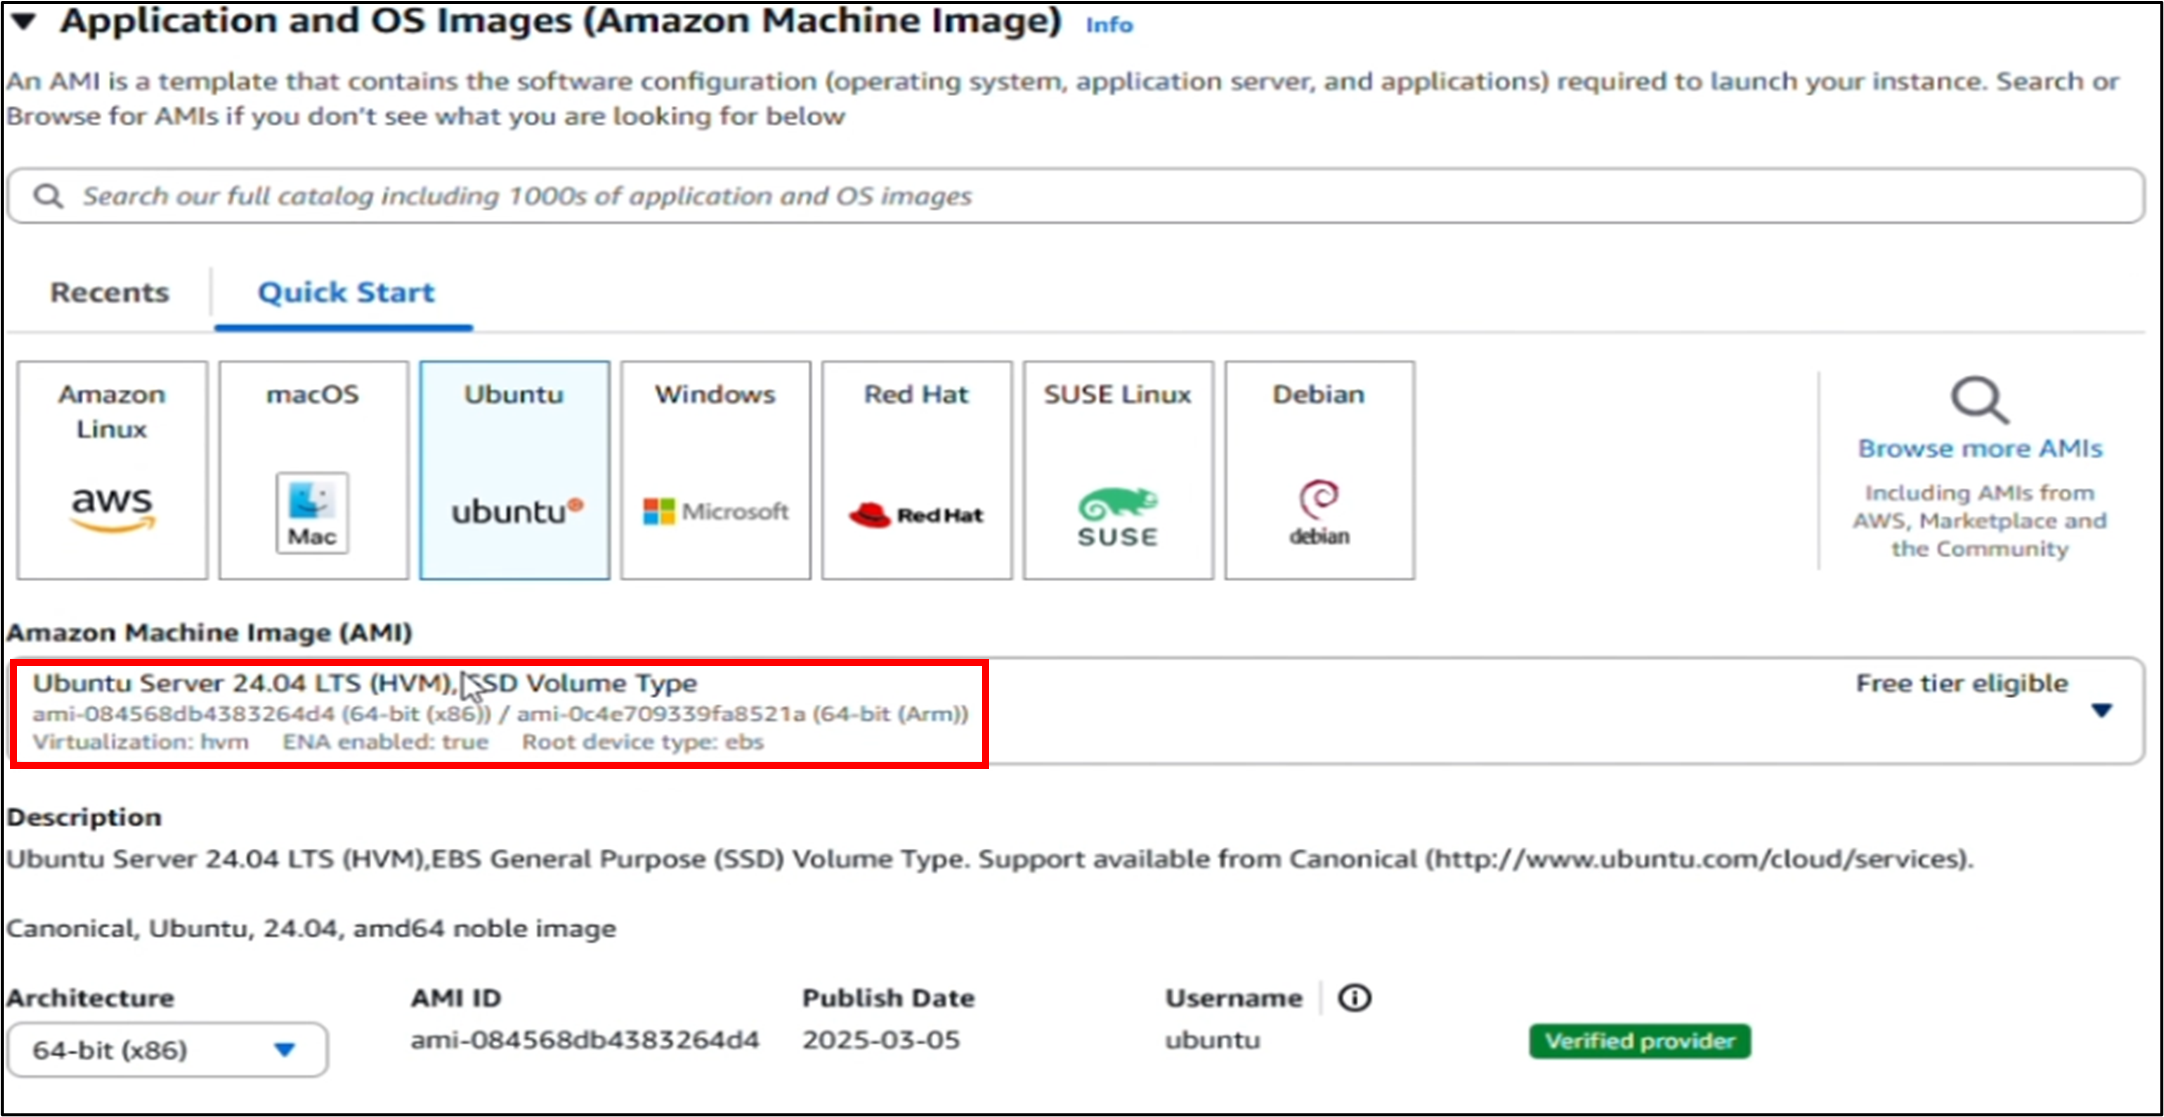 Application and OS Images (Amazon Machine Image) Info
An AMI is a template that contains the software configuration (operating system, application server, and applications) required to launch your instance. Search or
Browse for AMIs if you don't see what you are looking for below
Search our full catalog including 1000s of application and OS images
Recents
Quick Start
Amazon
Linux
aws
macOS
Mac
Ubuntu
ubuntu
Windows
Microsoft
Red Hat
Red Hat
SUSE Linux
SUSE
Debian
debian
Browse more AMIs
Including AMIs from
AWS, Marketplace and
the Community
Amazon Machine Image (AMI)
Ubuntu Server 24.04 LTS (HVM), SSD Volume Type
Free tier eligible
ami-084568db4383264d4 (64-bit (x86)) / ami-0c4e709339fa8521a (64-bit (Arm))
Virtualization: hvm ENA enabled: true Root device type: ebs
Description
Ubuntu Server 24.04 LTS (HVM),EBS General Purpose (SSD) Volume Type. Support available from Canonical (http://www.ubuntu.com/cloud/services).
Canonical, Ubuntu, 24.04, amd64 noble image
Architecture
64-bit (x86)
AMI ID
ami-084568db4383264d4
Publish Date
2025-03-05
Username
ubuntu
Verified provider